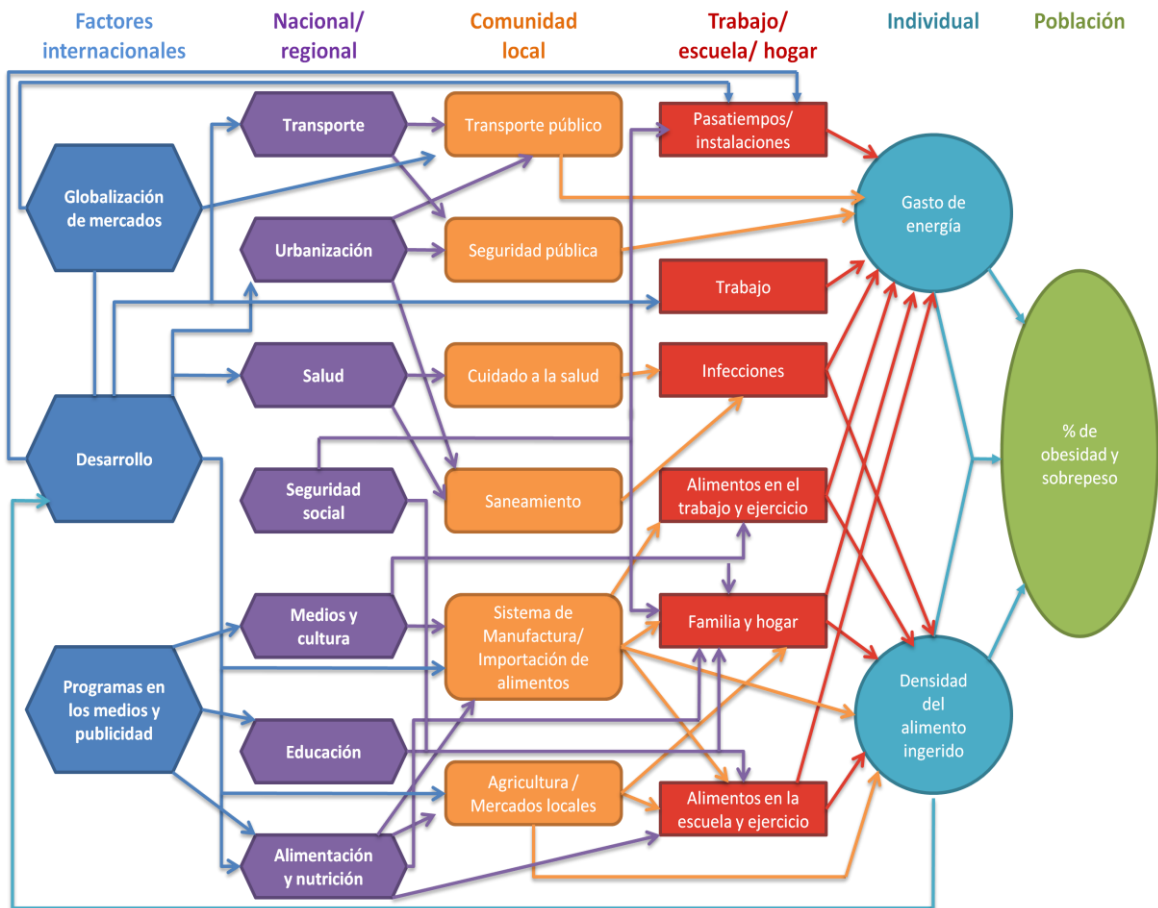 Factores
internacionales
Nacional/
regional
Comunidad
local
Trabajo/
escuela/ hogar
Individual
Población
Globalización
de mercados
Desarrollo
Programas en
los medios y
publicidad
Transporte
Urbanización
Salud
Seguridad
social
Medios y
cultura
Educación
Alimentación
y nutrición
Transporte público
Seguridad pública
Cuidado a la salud
Saneamiento
Sistema de
Manufactura/
Importación de
alimentos
Agricultura /
Mercados locales
Pasatiempos/
instalaciones
Trabajo
Infecciones
Alimentos en el
trabajo y ejercicio
Familia y hogar
Alimentos en la
escuela y ejercicio
Gasto de
energía
Densidad
del
alimento
ingerido
% de
obesidad y
sobrepeso